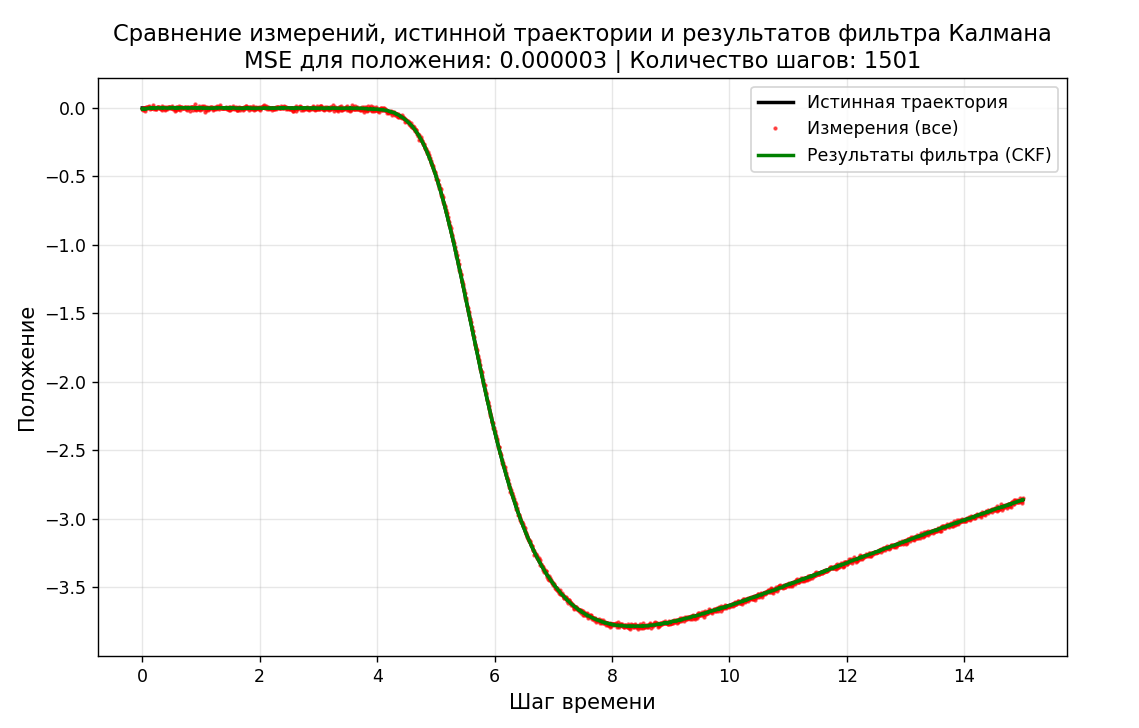 Сравнение измерений, истинной траектории и результатов фильтра Калмана
MSE для положения: 0.000003 | Количество шагов: 1501
Истинная траектория
Измерения (все)
Результаты фильтра (CKF)
Положение
0.0
−0.5
−1.0
−1.5
−2.0
−2.5
−3.0
−3.5
0 2 4 6 8 10 12 14
Шаг времени